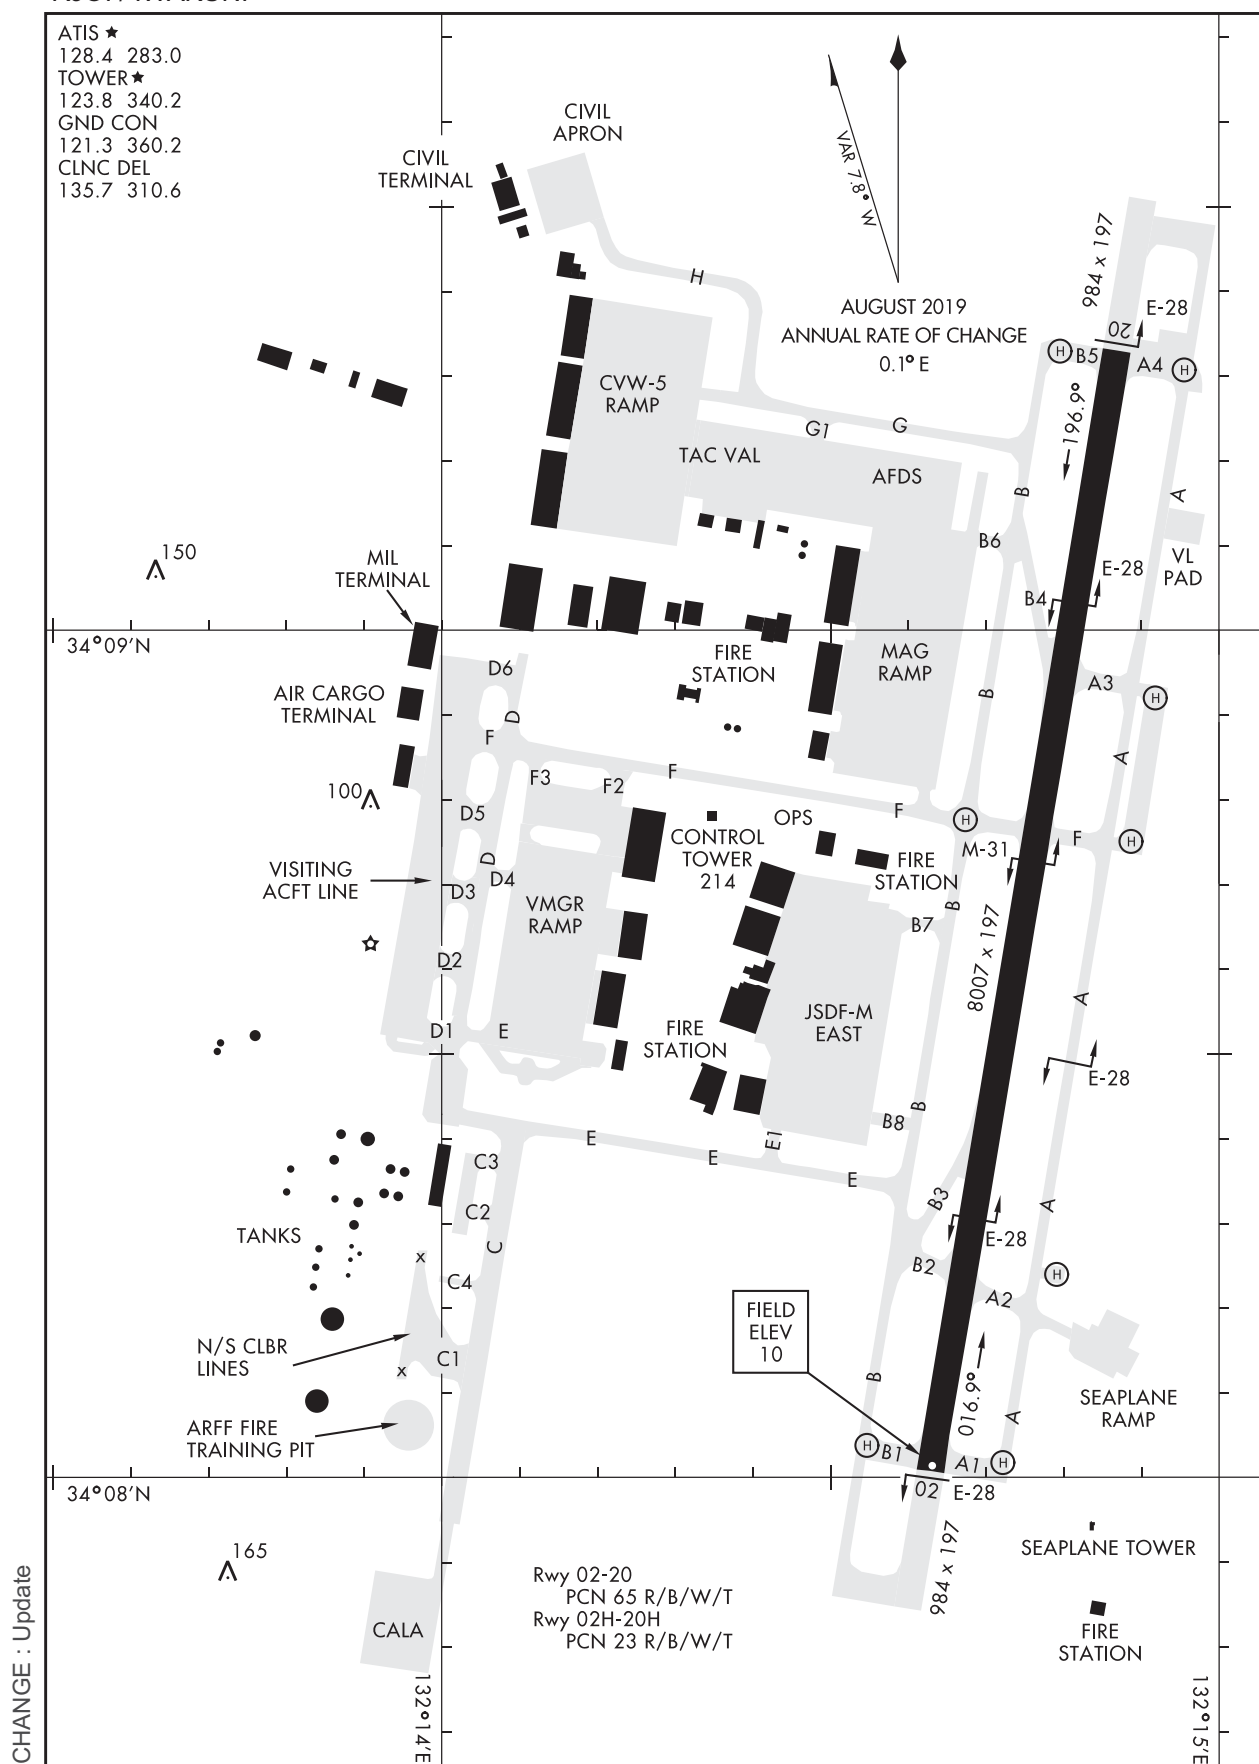 ATIS ★
128.4 283.0
TOWER★
123.8 340.2
GND CON
121.3 360.2
CLNC DEL
135.7 310.6
CIVIL
APRON
CIVIL
TERMINAL
VAR 7.8° W
AUGUST 2019
ANNUAL RATE OF CHANGE
0.1° E
984 x 197
E-28
20
H
B5
A4
H
H
196.9°
CVW-5
RAMP
G1
G
TAC VAL
AFDS
B
A
B6
VL
PAD
E-28
B4
150
MIL
TERMINAL
34°09'N
FIRE
STATION
MAG
RAMP
D6
AIR CARGO
TERMINAL
D
F
B
A3
H
A
F3
F2
F
100
D5
CONTROL
TOWER
214
OPS
F
H
M-31
F
H
FIRE
STATION
VISITING
ACFT LINE
D
D4
D3
VMGR
RAMP
B
B7
8007 x 197
D2
A
D1
E
FIRE
STATION
JSDF-M
EAST
E-28
B
B8
E
E1
E
E
C3
C2
C
TANKS
x
C4
B3
A
E-28
B2
H
A2
FIELD
ELEV
10
N/S CLBR
LINES
C1
x
B
016.9°
A
SEAPLANE
RAMP
ARFF FIRE
TRAINING PIT
H
B1
A1
H
34°08'N
02
E-28
984 x 197
SEAPLANE TOWER
165
Rwy 02-20
PCN 65 R/B/W/T
Rwy 02H-20H
PCN 23 R/B/W/T
CALA
FIRE
STATION
132°14'E
132°15'E
CHANGE : Update